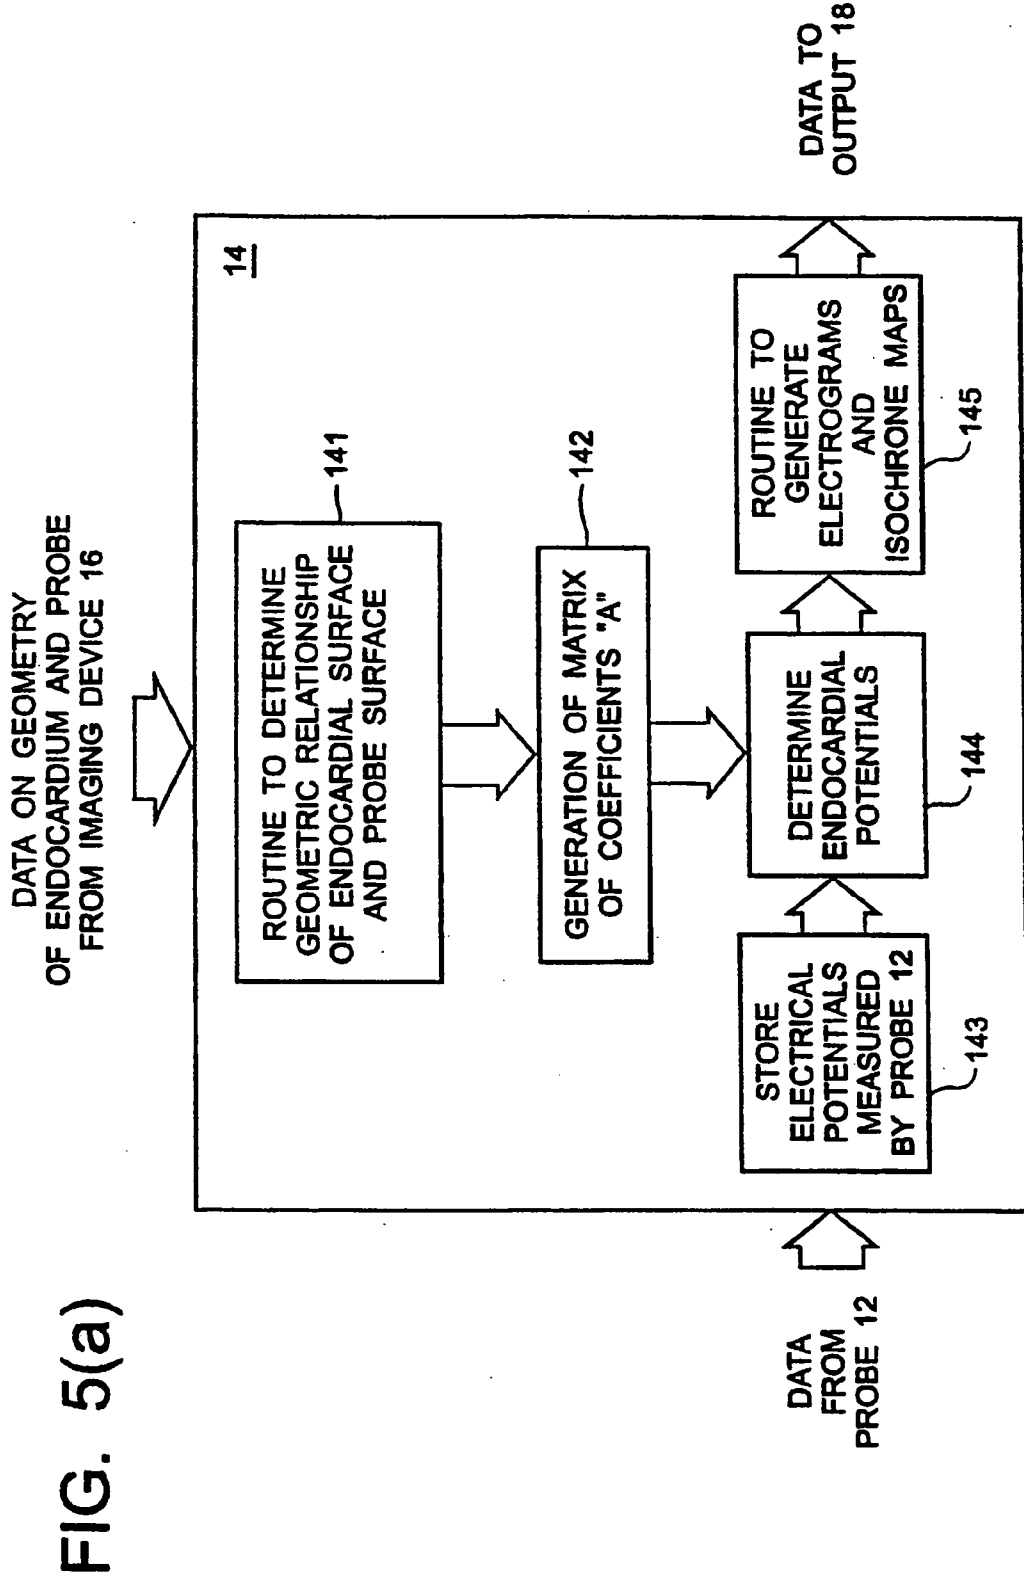 FIG. 5(a)
DATA ON GEOMETRY
OF ENDOCARDIUM AND PROBE
FROM IMAGING DEVICE 16
14
ROUTINE TO DETERMINE
GEOMETRIC RELATIONSHIP
OF ENDOCARDIAL SURFACE
AND PROBE SURFACE
141
GENERATION OF MATRIX
OF COEFFICIENTS "A"
142
DATA
FROM
PROBE 12
STORE
ELECTRICAL
POTENTIALS
MEASURED
BY PROBE 12
143
DETERMINE
ENDOCARDIAL
POTENTIALS
144
ROUTINE TO
GENERATE
ELECTROGRAMS
AND
ISOCHRONE MAPS
145
DATA TO
OUTPUT 18